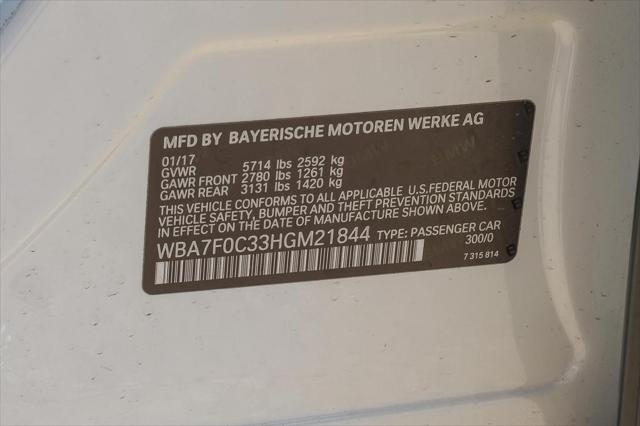 MFD BY BAYERISCHE MOTOREN WERKE AG
01/17
GVWR 5714 lbs 2592 kg
GAWR FRONT 2780 lbs 1261 kg
GAWR REAR 3131 lbs 1420 kg
THIS VEHICLE CONFORMS TO ALL APPLICABLE U.S.FEDERAL MOTOR
VEHICLE SAFETY, BUMPER, AND THEFT PREVENTION STANDARDS
IN EFFECT ON THE DATE OF MANUFACTURE SHOWN ABOVE.
WBA7F0C33HGM21844 TYPE: PASSENGER CAR
300/0
7 315 814